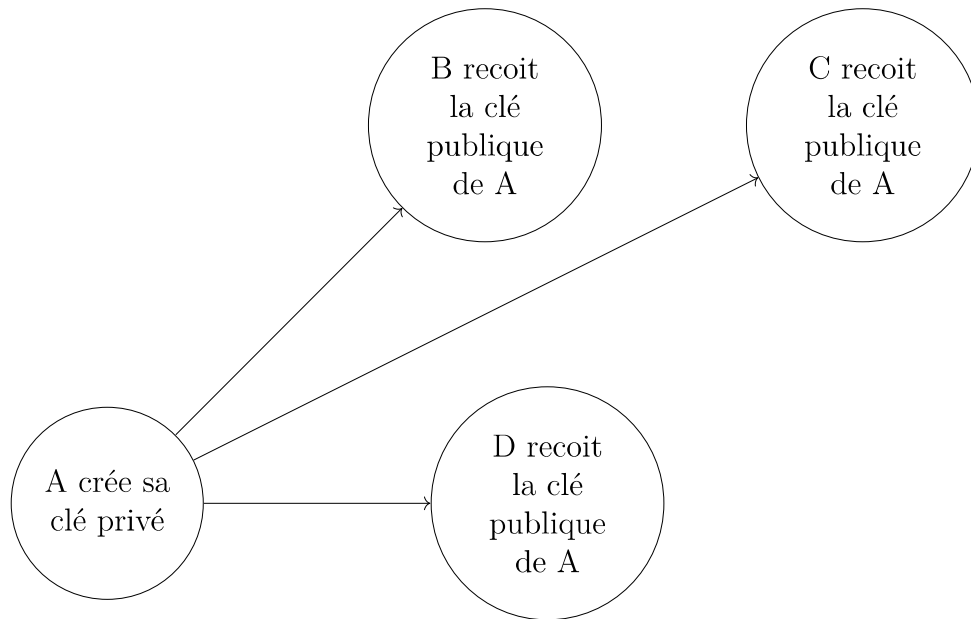 B recoit
la clé
publique
de A
C recoit
la clé
publique
de A
A crée sa
clé privé
D recoit
la clé
publique
de A